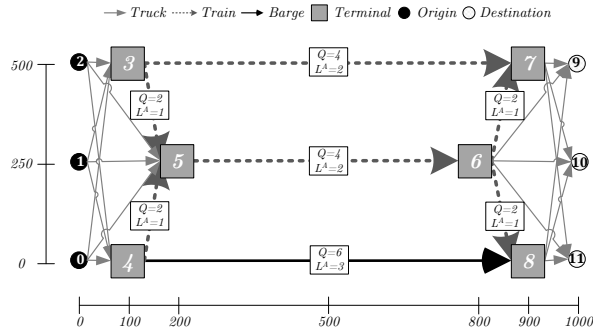 Truck Train Barge Terminal Origin Destination
500
2
3
Q=4
L^A=2
7
9
Q=2
L^A=1
Q=2
L^A=1
250
1
5
Q=4
L^A=2
6
10
Q=2
L^A=1
Q=2
L^A=1
0
0
4
Q=6
L^A=3
8
11
0 100 200 500 800 900 1000